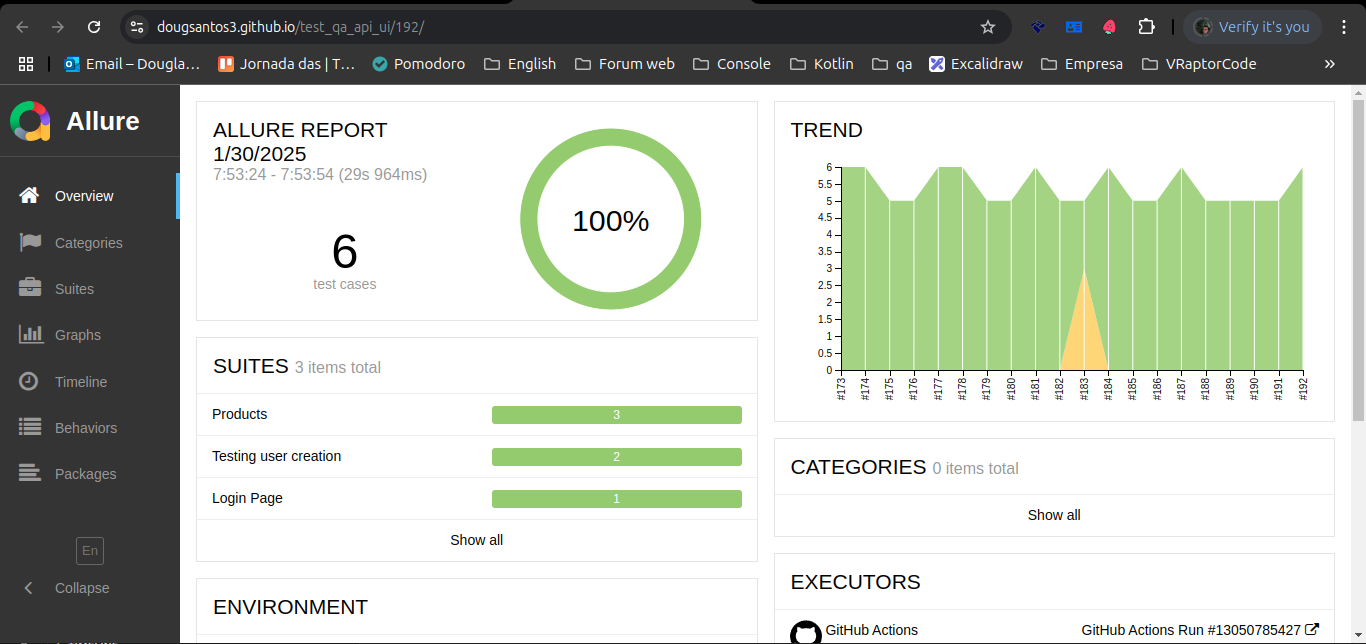 dougsantos3.github.io/test_qa_api_ui/192/
Verify it's you
Email – Dougla...
Jornada das | T...
Pomodoro
English
Forum web
Console
Kotlin
qa
Excalidraw
Empresa
VRaptorCode
»
Allure
Overview
Categories
Suites
Graphs
Timeline
Behaviors
Packages
En
Collapse
ALLURE REPORT
1/30/2025
7:53:24 - 7:53:54 (29s 964ms)
6
test cases
100%
SUITES 3 items total
Products 3
Testing user creation 2
Login Page 1
Show all
ENVIRONMENT
TREND
6
5.5
5
4.5
4
3.5
3
2.5
2
1.5
1
0.5
0
#173
#174
#175
#176
#177
#178
#179
#180
#181
#182
#183
#184
#185
#186
#187
#188
#189
#190
#191
#192
CATEGORIES 0 items total
Show all
EXECUTORS
GitHub Actions GitHub Actions Run #13050785427